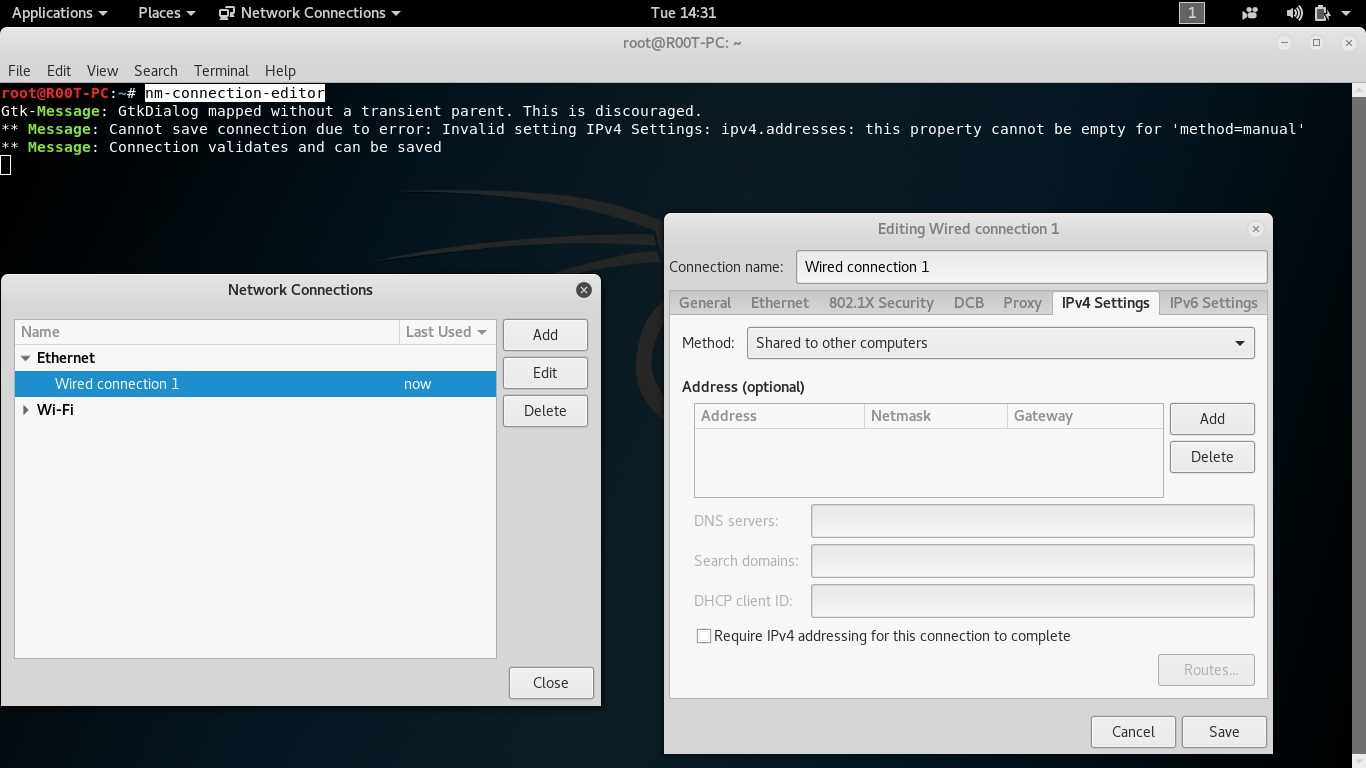 Applications Places Network Connections Tue 14:31 1
root@R00T-PC: ~
File Edit View Search Terminal Help
root@R00T-PC:~# nm-connection-editor
Gtk-Message: GtkDialog mapped without a transient parent. This is discouraged.
** Message: Cannot save connection due to error: Invalid setting IPv4 Settings: ipv4.addresses: this property cannot be empty for 'method=manual'
** Message: Connection validates and can be saved
Network Connections
Name Last Used
Ethernet
Wired connection 1 now
Wi-Fi
Add
Edit
Delete
Close
Editing Wired connection 1
Connection name: Wired connection 1
General Ethernet 802.1X Security DCB Proxy IPv4 Settings IPv6 Settings
Method: Shared to other computers
Address (optional)
Address Netmask Gateway
Add
Delete
DNS servers:
Search domains:
DHCP client ID:
Require IPv4 addressing for this connection to complete
Routes...
Cancel Save